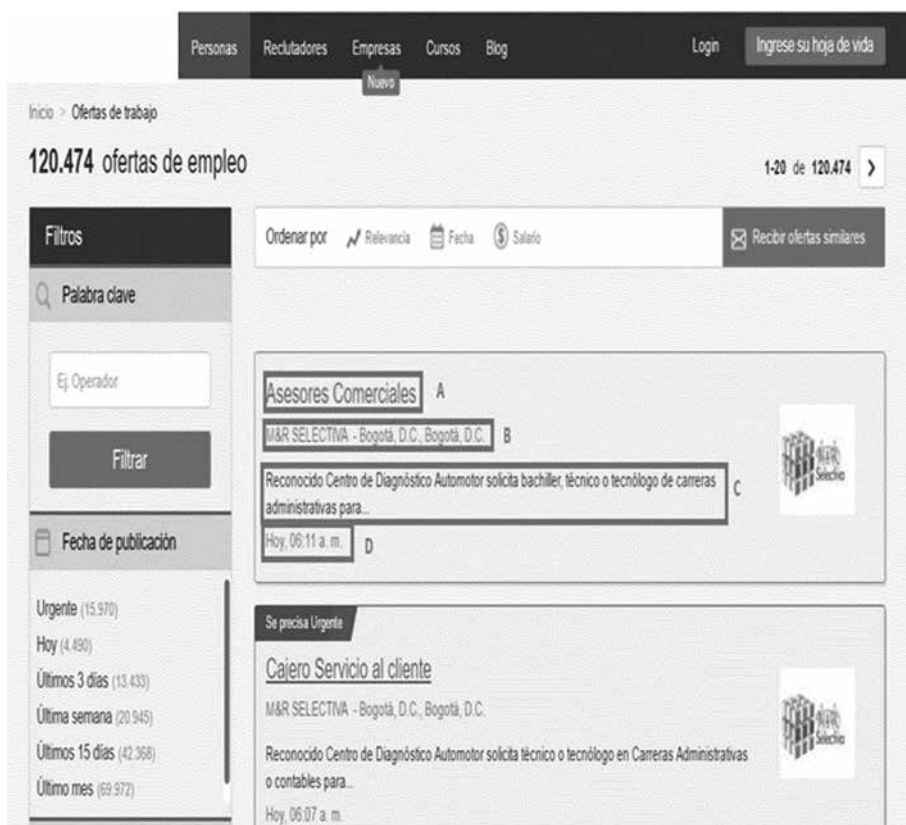 Personas Reclutadores Empresas Cursos Blog Login Ingrese su hoja de vida
Nuevo
Inicio > Ofertas de trabajo
120.474 ofertas de empleo
1-20 de 120.474 >
Filtros
Palabra clave
Ej: Operador
Filtrar
Fecha de publicación
Urgente (15.970)
Hoy (4.490)
Últimos 3 días (13.433)
Última semana (20.945)
Últimos 15 días (42.368)
Último mes (69.972)
Ordenar por Relevancia Fecha Salario
Recibir ofertas similares
Asesores Comerciales A
M&R SELECTIVA - Bogotá, D.C., Bogotá, D.C. B
Reconocido Centro de Diagnóstico Automotor solicita bachiller, técnico o tecnólogo de carreras C
administrativas para...
Hoy, 06:11 a. m. D
Selectiva
Se precisa Urgente
Cajero Servicio al cliente
M&R SELECTIVA - Bogotá, D.C., Bogotá, D.C.
Reconocido Centro de Diagnóstico Automotor solicita técnico o tecnólogo en Carreras Administrativas
o contables para...
Hoy, 06:07 a. m.
Selectiva